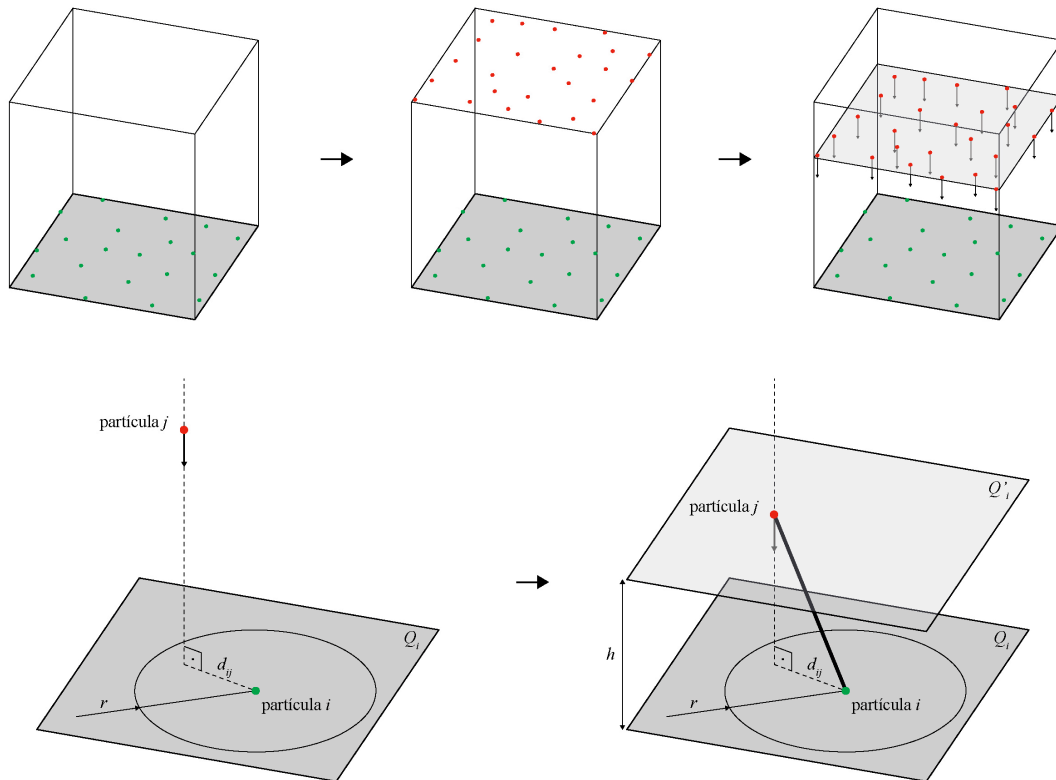 partícula j
Q_i
d_ij
r
partícula i
Q'_i
partícula j
h
Q_i
d_ij
r
partícula i